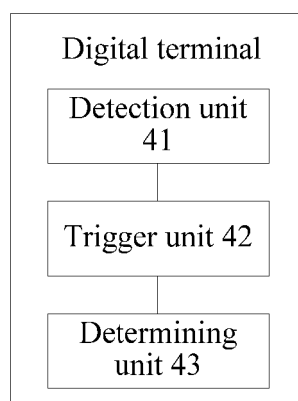 Digital terminal
Detection unit
41
Trigger unit 42
Determining
unit 43